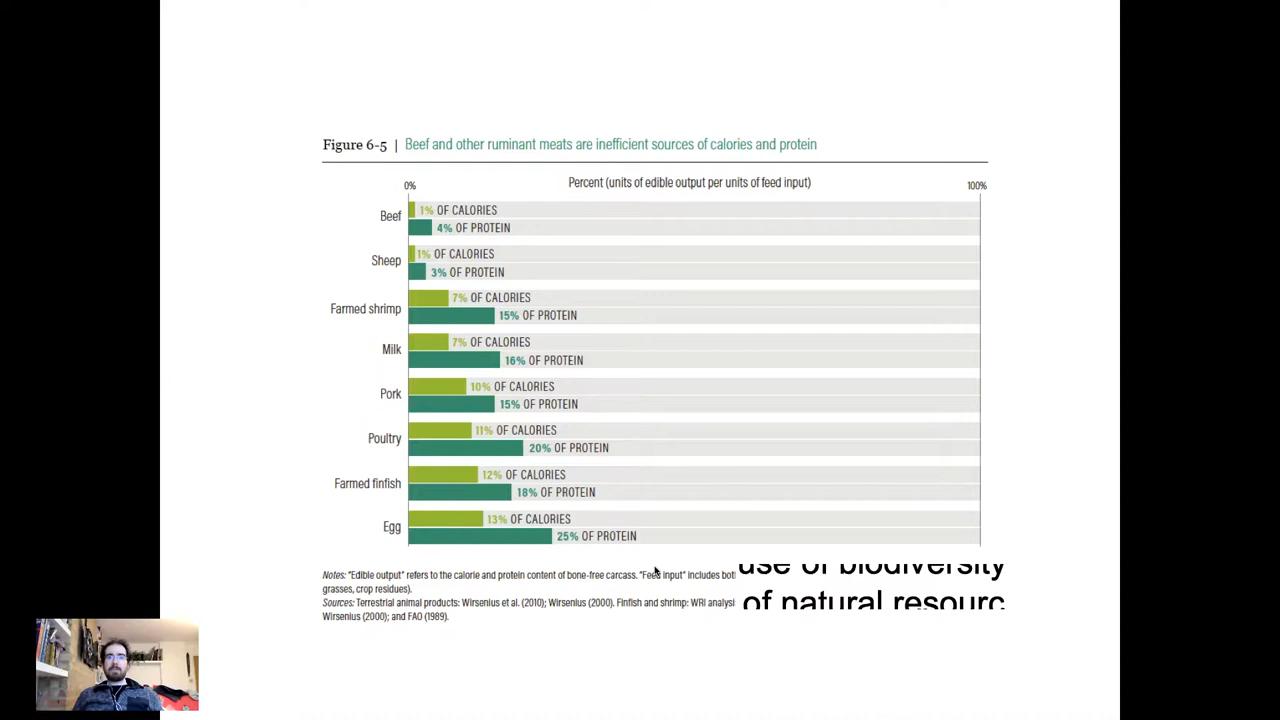 Figure 6-5 | Beef and other ruminant meats are inefficient sources of calories and protein
Percent (units of edible output per units of feed input)
0%
100%
Beef
1% OF CALORIES
4% OF PROTEIN
Sheep
1% OF CALORIES
3% OF PROTEIN
Farmed shrimp
7% OF CALORIES
15% OF PROTEIN
Milk
7% OF CALORIES
16% OF PROTEIN
Pork
10% OF CALORIES
15% OF PROTEIN
Poultry
11% OF CALORIES
20% OF PROTEIN
Farmed finfish
12% OF CALORIES
18% OF PROTEIN
Egg
13% OF CALORIES
25% OF PROTEIN
Notes: "Edible output" refers to the calorie and protein content of bone-free carcass. "Feed input" includes
grasses, crop residues).
Sources: Terrestrial animal products: Wirsenius et al. (2010); Wirsenius (2000). Finfish and shrimp: WRI
Wirsenius (2000); and FAO (1989).
use of biodiversity
of natural resourc